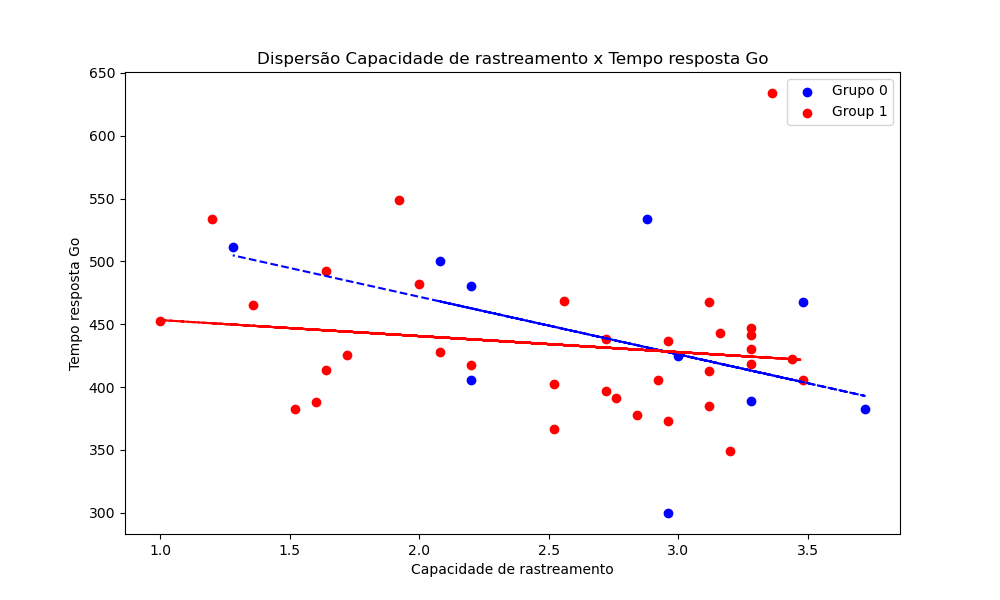 Dispersão Capacidade de rastreamento x Tempo resposta Go
Grupo 0
Group 1
650
600
550
500
450
400
350
300
Tempo resposta Go
1.0 1.5 2.0 2.5 3.0 3.5
Capacidade de rastreamento